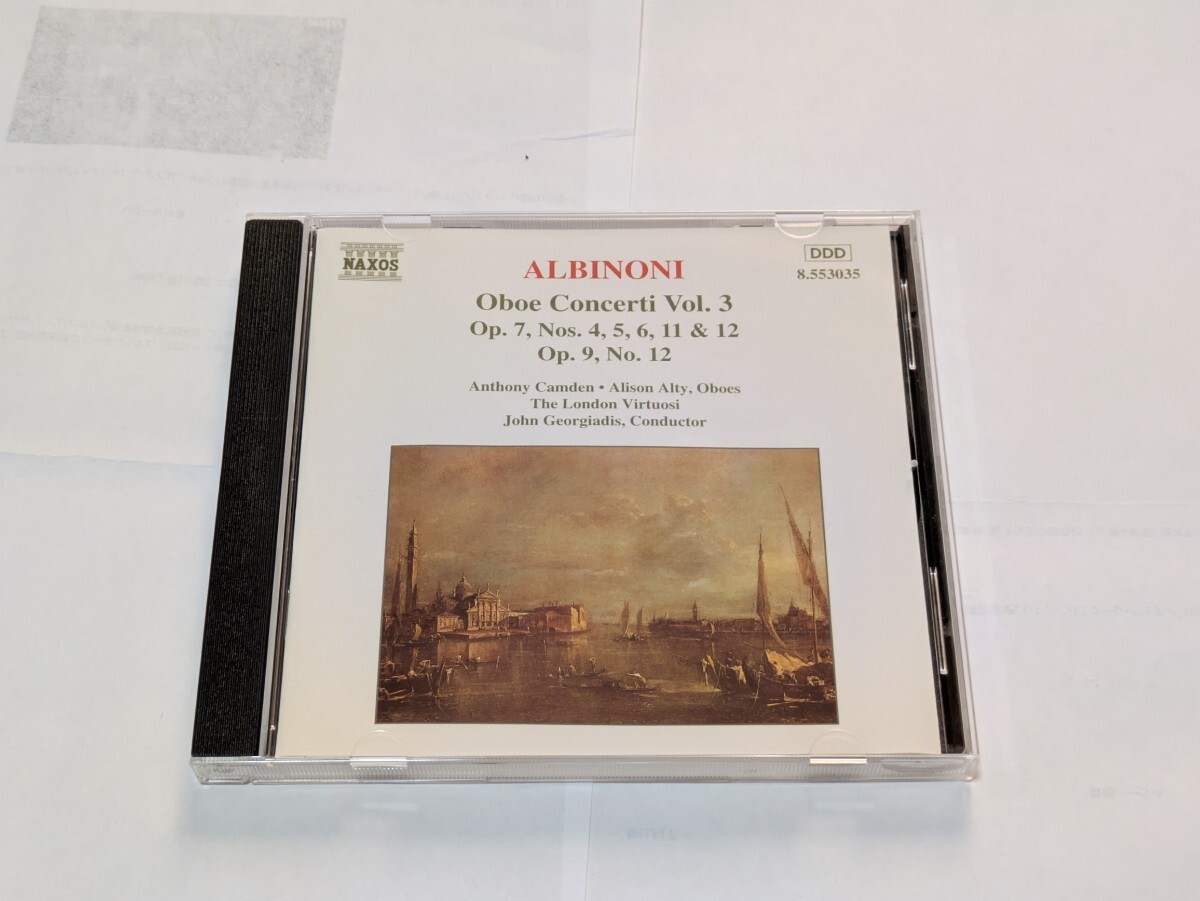 NAXOS
DDD
8.553035
ALBINONI
Oboe Concerti Vol. 3
Op. 7, Nos. 4, 5, 6, 11 & 12
Op. 9, No. 12
Anthony Camden • Alison Alty, Oboes
The London Virtuosi
John Georgiadis, Conductor